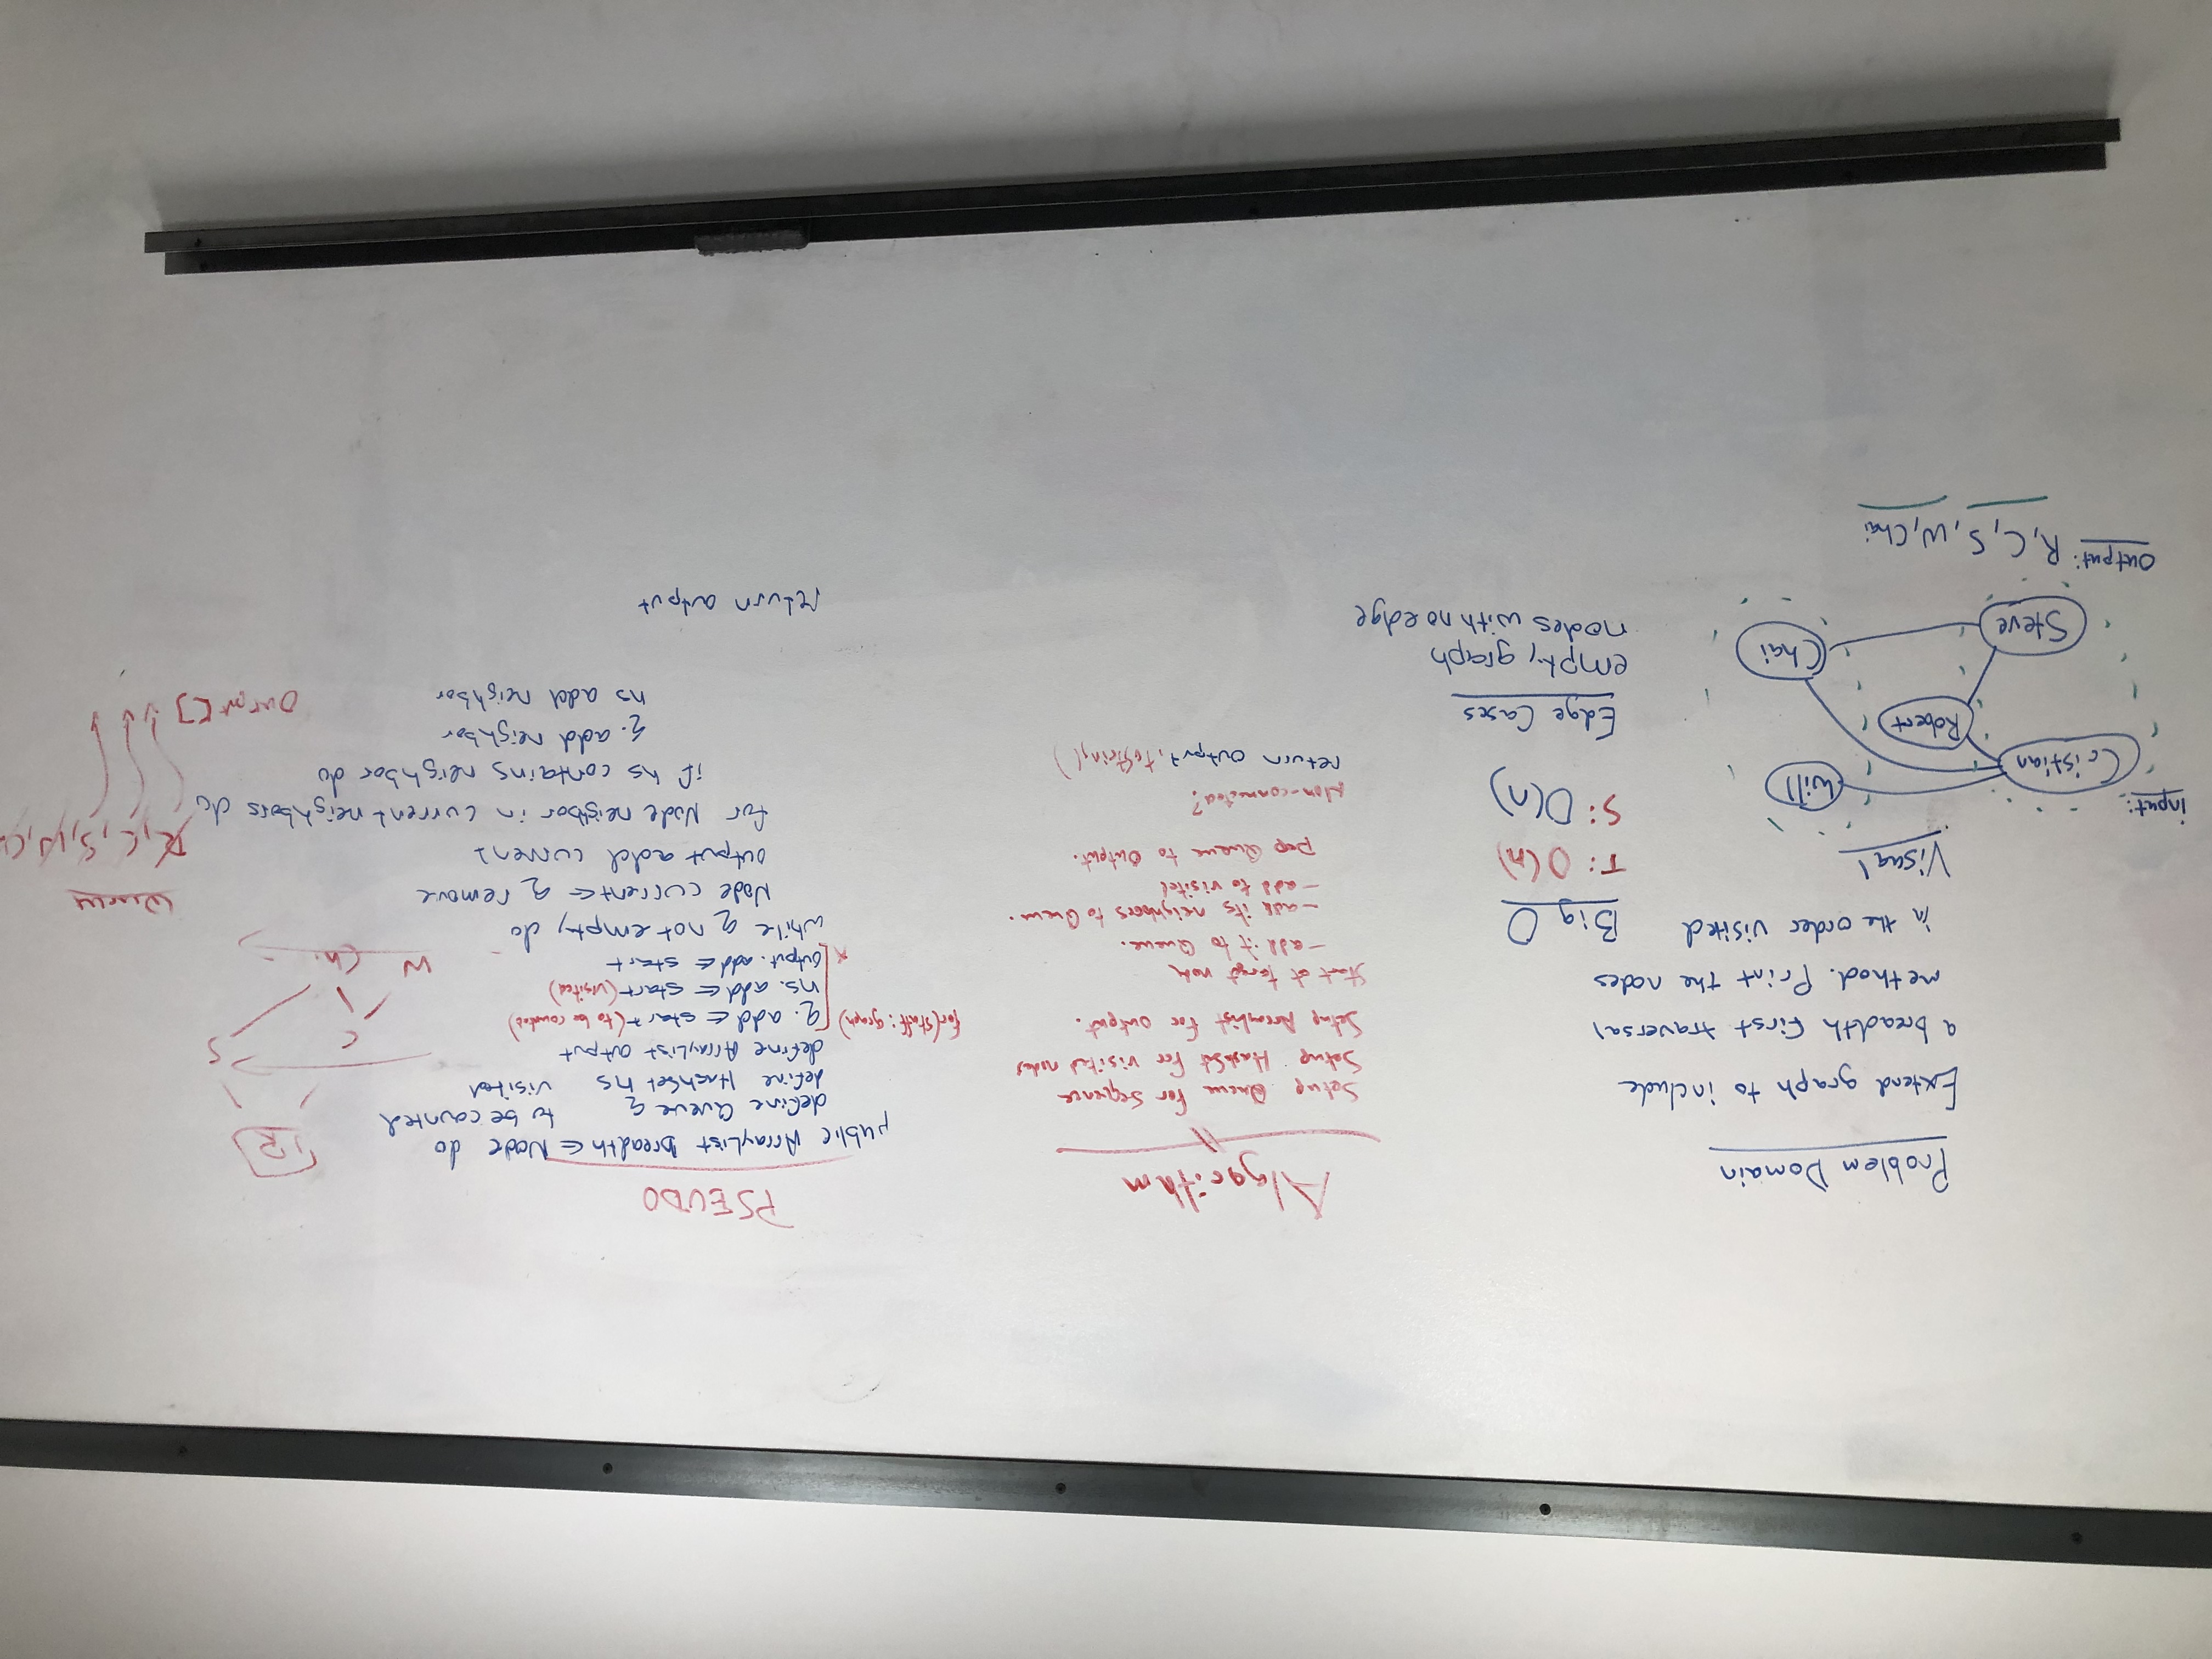 Problem Domain
Extend graph to include
a breadth first traversal
method. Print the nodes
in the order visited
Visual
input:
Cristian
Will
Robert
Chai
Steve
Output: R, C, S, W, Chai
Big O
T: O(n)
S: O(n)
Edge Cases
empty graph
nodes with no edge
Algorithm
Setup Queue for Sequence
Setup HashSet for visited nodes
Setup ArrayList for output.
Start at target node
- add it to Queue.
- add its neighbors to Queue.
- add to visited
pop Queue to Output.
Non-connected?
return output.toString()
PSEUDO
public ArrayList Breadth ⇐ Node do
define Queue q to be counted
define HashSet hs visited
define ArrayList output
for(stuff: graph) q. add ⇐ start (to be counted)
hs. add ⇐ start (visited)
* output. add ⇐ start
while q not empty do
Node current ⇐ q remove
output add current
for Node neighbor in current neighbors do
if hs contains neighbor do
q. add neighbor
hs add neighbor
return output
R
C S
W Ch.
Queue
R, C, S, W, Ch
Output []